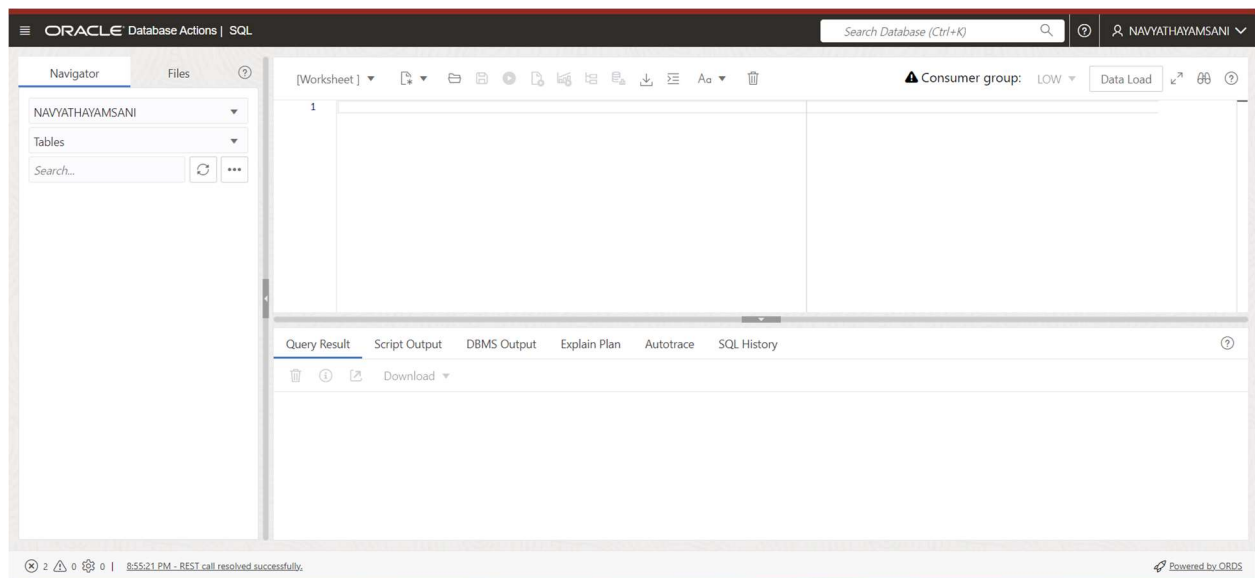 ORACLE Database Actions | SQL
Search Database (Ctrl+K)
NAVYATHAYAMSANI
Navigator
Files
NAVYATHAYAMSANI
Tables
Search...
[Worksheet ]
Aa
Consumer group: LOW
Data Load
1
Query Result
Script Output
DBMS Output
Explain Plan
Autotrace
SQL History
Download
2 0 0 | 8:55:21 PM - REST call resolved successfully.
Powered by ORDS